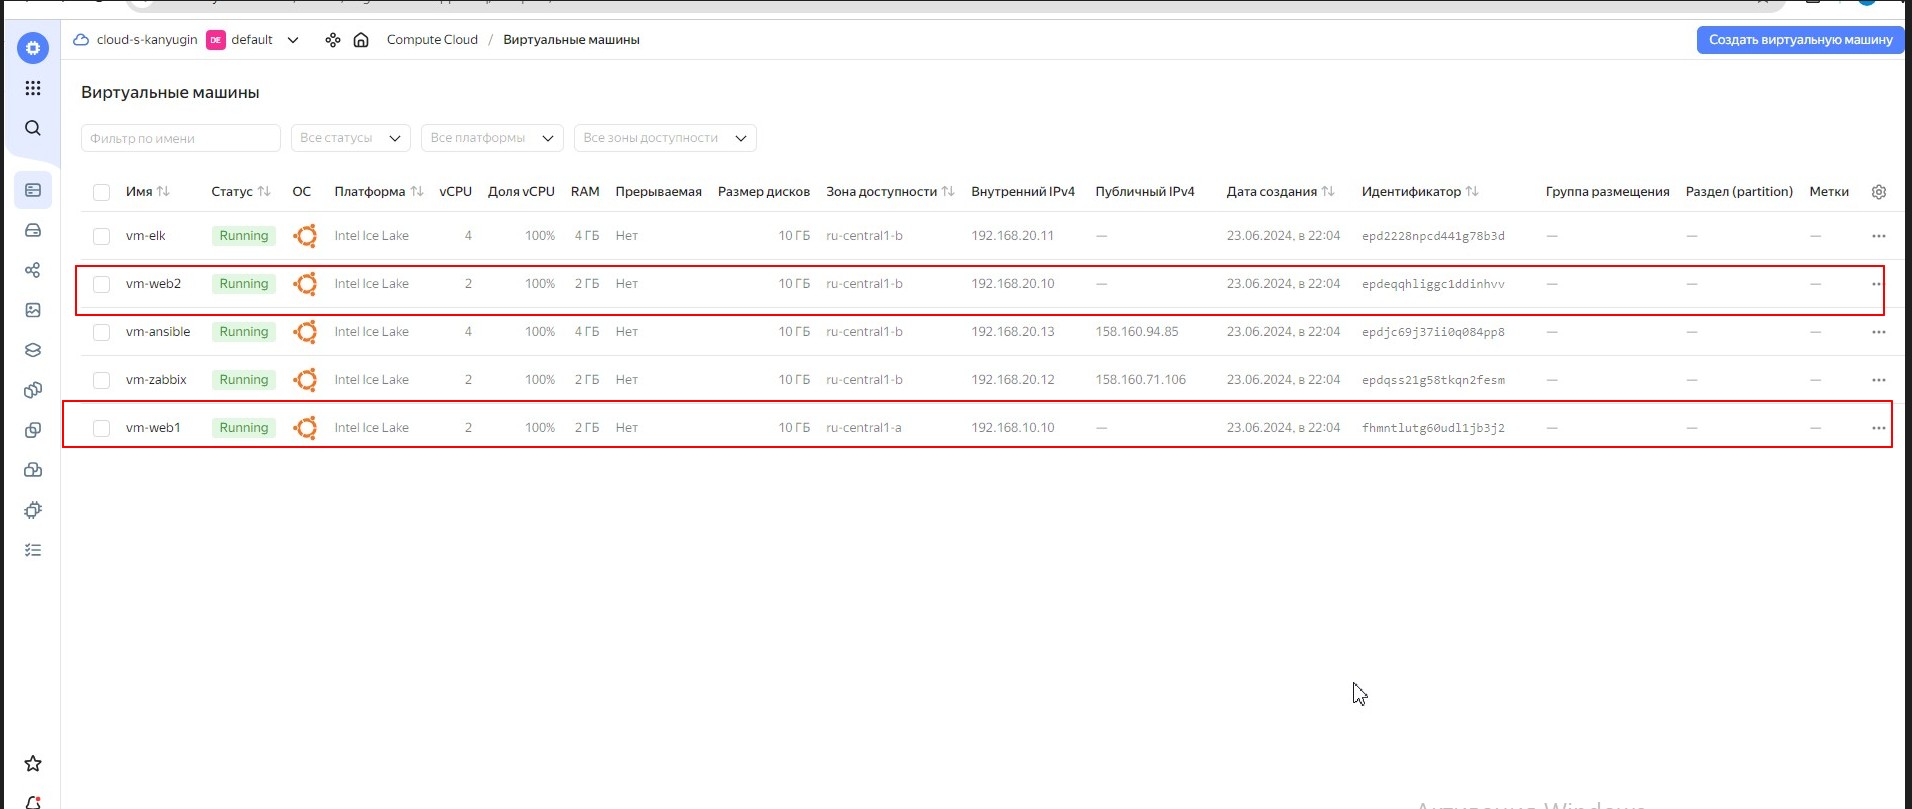 cloud-s-kanyugin DE default Compute Cloud / Виртуальные машины Создать виртуальную машину
Виртуальные машины
Фильтр по имени Все статусы Все платформы Все зоны доступности
Имя Статус ОС Платформа vCPU Доля vCPU RAM Прерываемая Размер дисков Зона доступности Внутренний IPv4 Публичный IPv4 Дата создания Идентификатор Группа размещения Раздел (partition) Метки
vm-elk Running Intel Ice Lake 4 100% 4 ГБ Нет 10 ГБ ru-central1-b 192.168.20.11 — 23.06.2024, в 22:04 epd2228npcd441g78b3d — — —
vm-web2 Running Intel Ice Lake 2 100% 2 ГБ Нет 10 ГБ ru-central1-b 192.168.20.10 — 23.06.2024, в 22:04 epdeqqhliggc1ddinhvv — — —
vm-ansible Running Intel Ice Lake 4 100% 4 ГБ Нет 10 ГБ ru-central1-b 192.168.20.13 158.160.94.85 23.06.2024, в 22:04 epdjc69j37ii0q084pp8 — — —
vm-zabbix Running Intel Ice Lake 2 100% 2 ГБ Нет 10 ГБ ru-central1-b 192.168.20.12 158.160.71.106 23.06.2024, в 22:04 epdqss21g58tkqn2fesm — — —
vm-web1 Running Intel Ice Lake 2 100% 2 ГБ Нет 10 ГБ ru-central1-a 192.168.10.10 — 23.06.2024, в 22:04 fhmntlutg60udl1jb3j2 — — —
Активация Windows